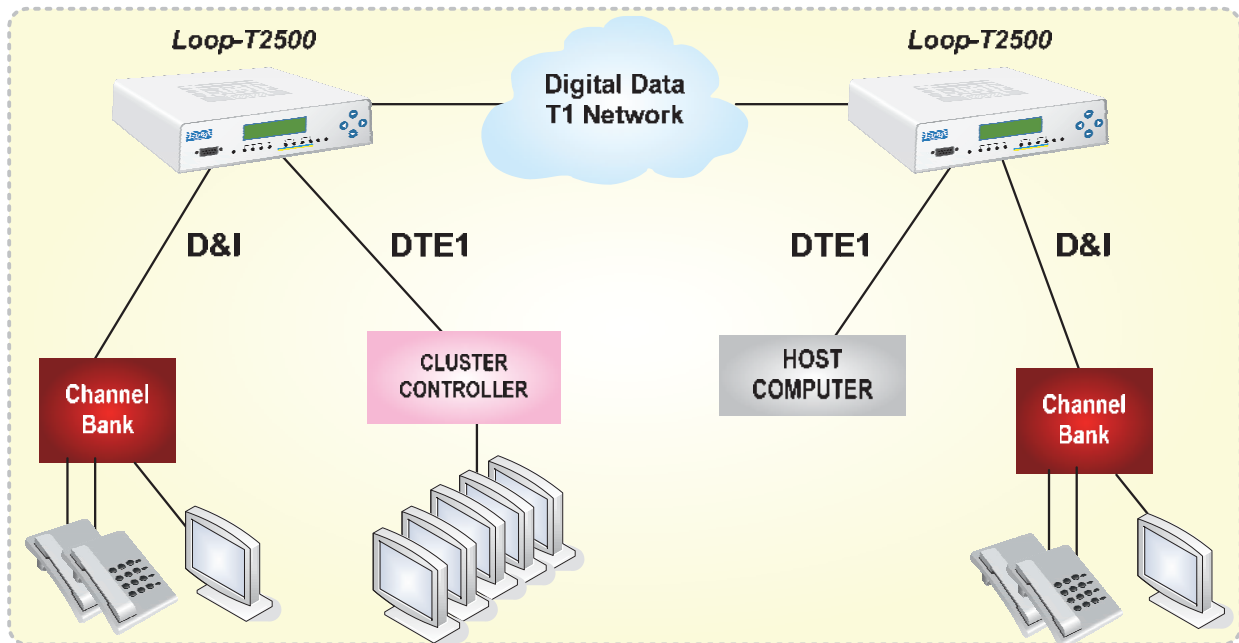 Loop-T2500
Loop-T2500
Digital Data
T1 Network
D&I
DTE1
DTE1
D&I
Channel
Bank
CLUSTER
CONTROLLER
HOST
COMPUTER
Channel
Bank